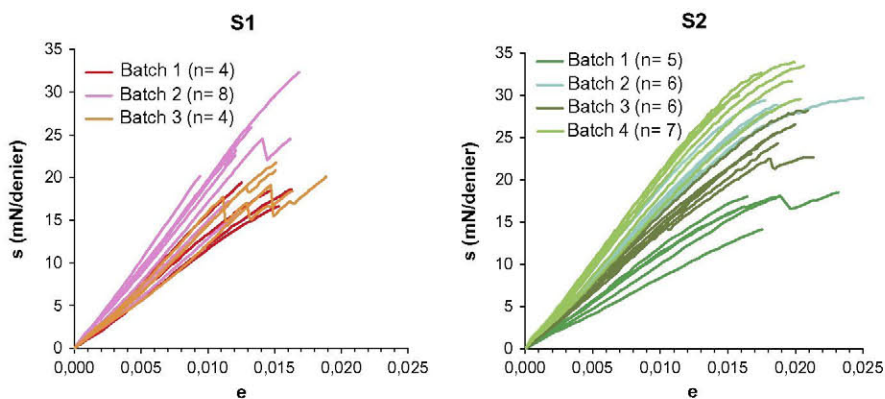 S1
35
30
25
20
15
10
5
0
s (mN/denier)
Batch 1 (n= 4)
Batch 2 (n= 8)
Batch 3 (n= 4)
0,000 0,005 0,010 0,015 0,020 0,025
e
S2
35
30
25
20
15
10
5
0
s (mN/denier)
Batch 1 (n= 5)
Batch 2 (n= 6)
Batch 3 (n= 6)
Batch 4 (n= 7)
0,000 0,005 0,010 0,015 0,020 0,025
e